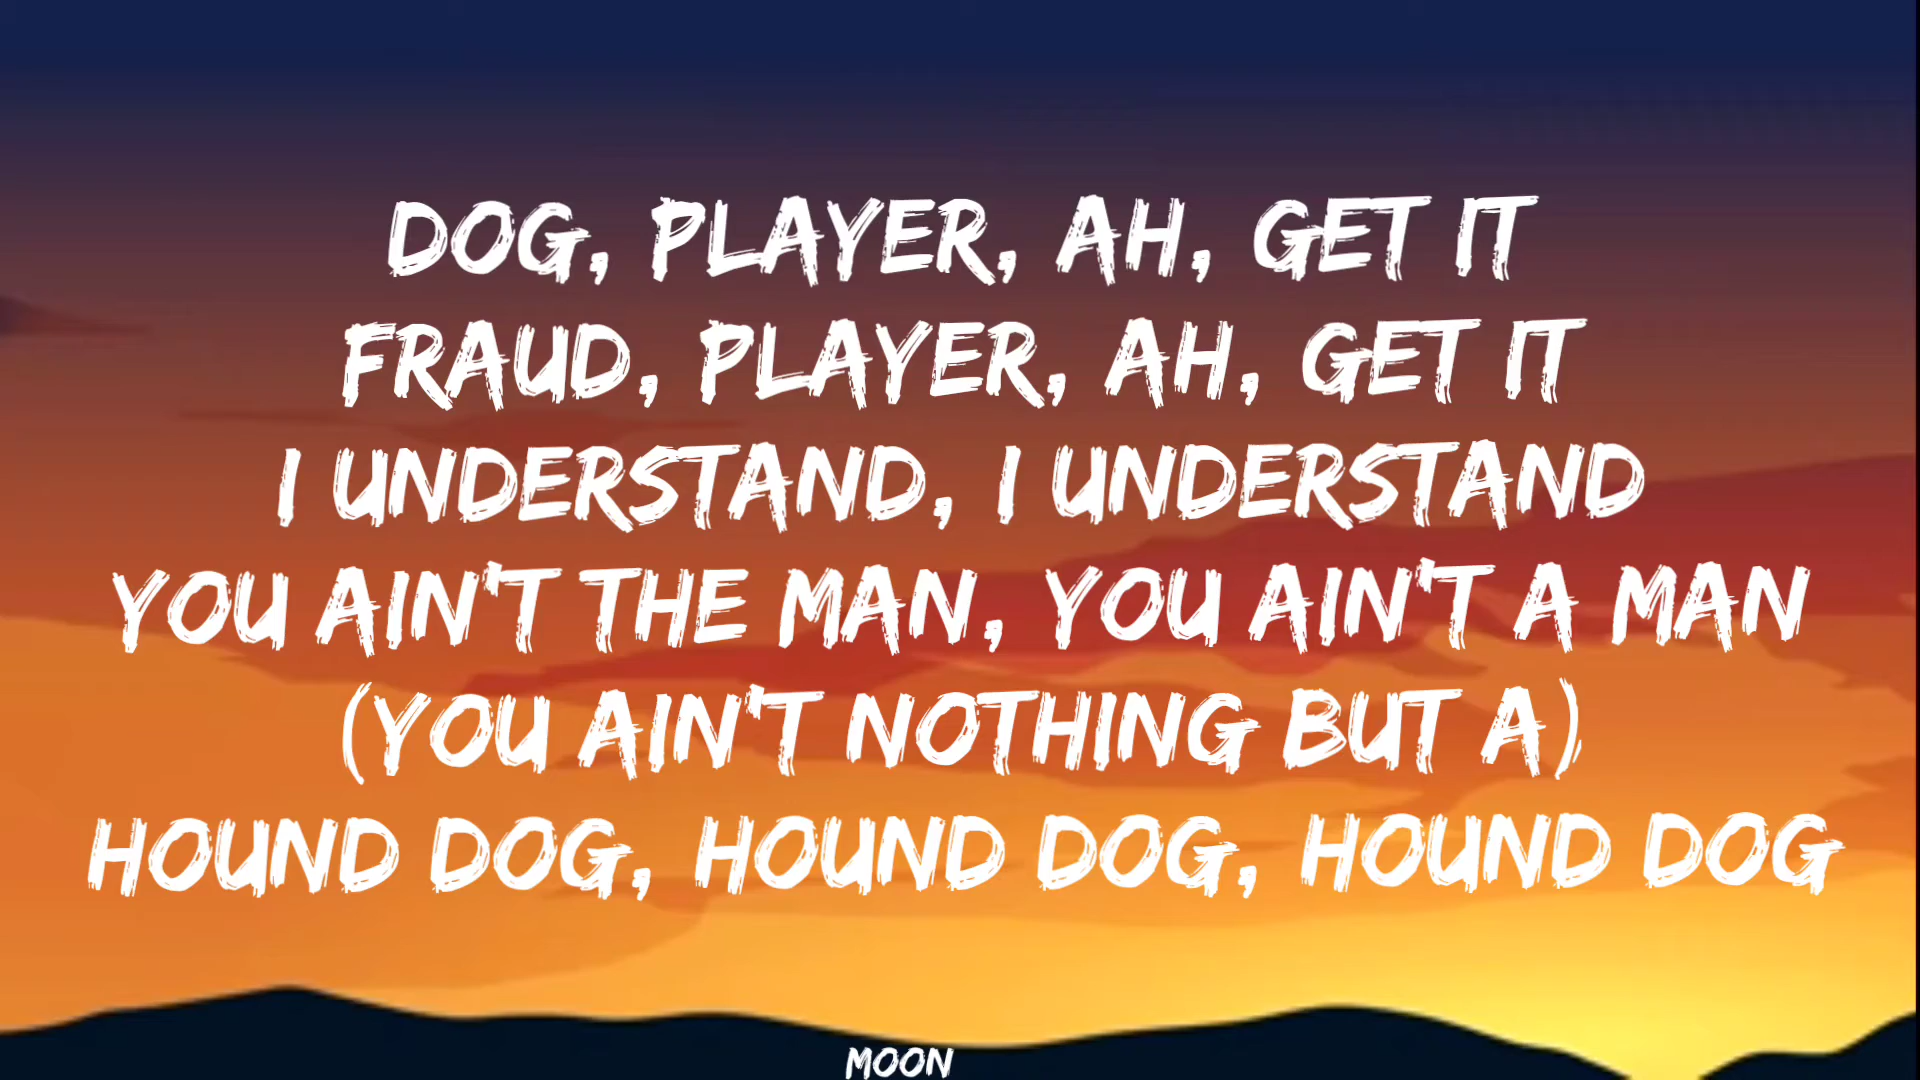 DOG, PLAYER, AH, GET IT
FRAUD, PLAYER, AH, GET IT
I UNDERSTAND, I UNDERSTAND
YOU AIN'T THE MAN, YOU AIN'T A MAN
(YOU AIN'T NOTHING BUT A)
HOUND DOG, HOUND DOG, HOUND DOG
MOON